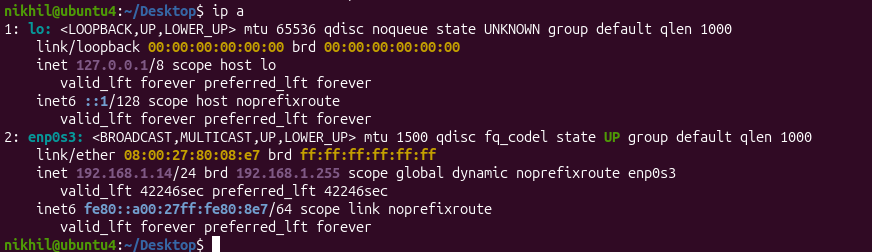 nikhil@ubuntu4:~/Desktop$ ip a
1: lo: <LOOPBACK,UP,LOWER_UP> mtu 65536 qdisc noqueue state UNKNOWN group default qlen 1000
link/loopback 00:00:00:00:00:00 brd 00:00:00:00:00:00
inet 127.0.0.1/8 scope host lo
valid_lft forever preferred_lft forever
inet6 ::1/128 scope host noprefixroute
valid_lft forever preferred_lft forever
2: enp0s3: <BROADCAST,MULTICAST,UP,LOWER_UP> mtu 1500 qdisc fq_codel state UP group default qlen 1000
link/ether 08:00:27:80:08:e7 brd ff:ff:ff:ff:ff:ff
inet 192.168.1.14/24 brd 192.168.1.255 scope global dynamic noprefixroute enp0s3
valid_lft 42246sec preferred_lft 42246sec
inet6 fe80::a00:27ff:fe80:8e7/64 scope link noprefixroute
valid_lft forever preferred_lft forever
nikhil@ubuntu4:~/Desktop$